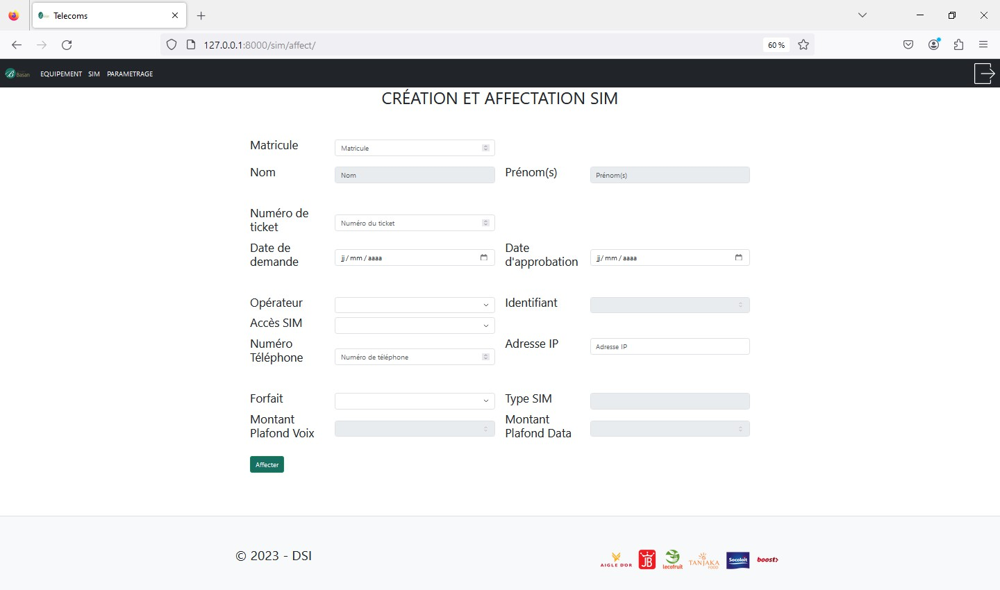 Telecoms
127.0.0.1:8000/sim/affect/
60 %
Basan EQUIPEMENT SIM PARAMETRAGE
CRÉATION ET AFFECTATION SIM
Matricule Matricule
Nom Nom Prénom(s) Prénom(s)
Numéro de
ticket Numéro du ticket
Date de
demande jj / mm / aaaa
Date
d'approbation jj / mm / aaaa
Opérateur Identifiant
Accès SIM
Numéro
Téléphone Numéro de téléphone
Adresse IP Adresse IP
Forfait Type SIM
Montant
Plafond Voix
Montant
Plafond Data
Affecter
© 2023 - DSI
AIGLE D'OR
JB
lecofruit
TANJAKA
FOOD
Socolait
boost